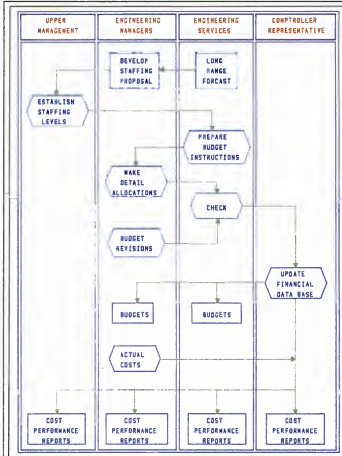 UPPER
MANAGEMENT
ENGINEERING
MANAGERS
ENGINEERING
SERVICES
COMPTROLLER
REPRESENTATIVE
DEVELOP
STAFFING
PROPOSAL
LONG
RANGE
FORCAST
ESTABLISH
STAFFING
LEVELS
PREPARE
BUDGET
INSTRUCTIONS
MAKE
DETAIL
ALLOCATIONS
CHECK
BUDGET
REVISIONS
UPDATE
FINANCIAL
DATA BASE
BUDGETS
BUDGETS
ACTUAL
COSTS
COST
PERFORMANCE
REPORTS
COST
PERFORMANCE
REPORTS
COST
PERFORMANCE
REPORTS
COST
PERFORMANCE
REPORTS